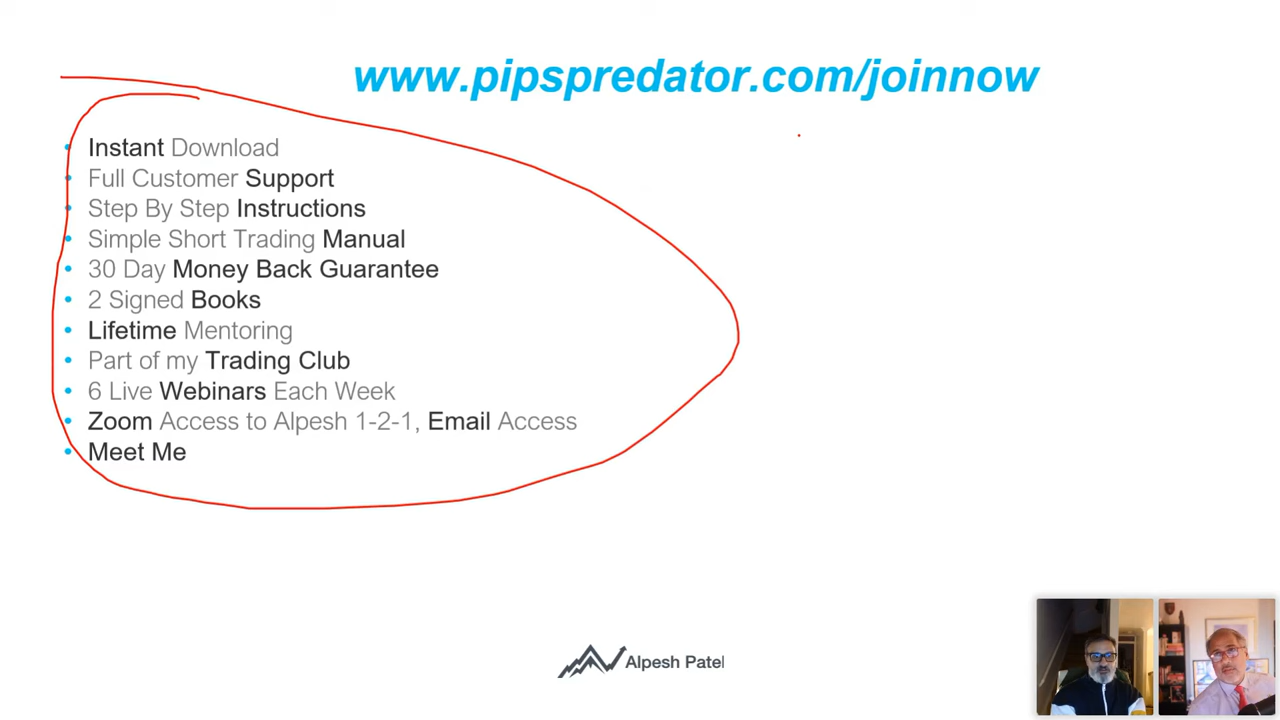 www.pipspredator.com/joinnow
Instant Download
Full Customer Support
Step By Step Instructions
Simple Short Trading Manual
30 Day Money Back Guarantee
2 Signed Books
Lifetime Mentoring
Part of my Trading Club
6 Live Webinars Each Week
Zoom Access to Alpesh 1-2-1, Email Access
Meet Me
Alpesh Patel